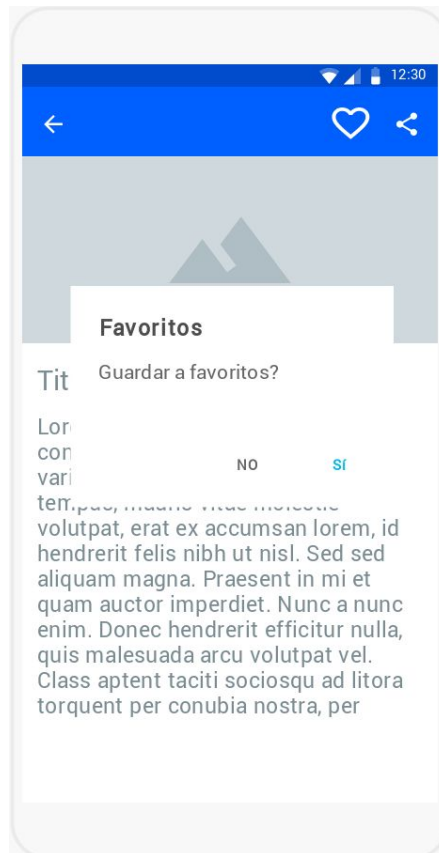 12:30
Favoritos
Guardar a favoritos?
NO
SÍ
Tit
Lor
con
vari
volutpat, erat ex accumsan lorem, id
hendrerit felis nibh ut nisl. Sed sed
aliquam magna. Praesent in mi et
quam auctor imperdiet. Nunc a nunc
enim. Donec hendrerit efficitur nulla,
quis malesuada arcu volutpat vel.
Class aptent taciti sociosqu ad litora
torquent per conubia nostra, per